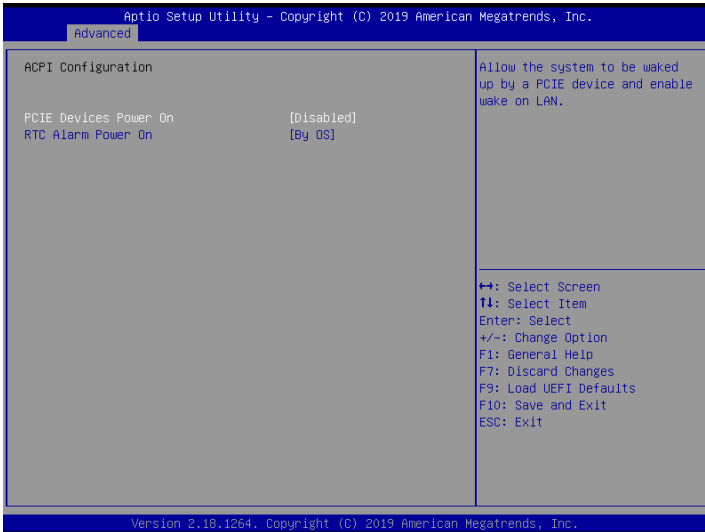 Aptio Setup Utility – Copyright (C) 2019 American Megatrends, Inc.
Advanced
ACPI Configuration
PCIE Devices Power On [Disabled]
RTC Alarm Power On [By OS]
Allow the system to be waked
up by a PCIE device and enable
wake on LAN.
↔: Select Screen
↑↓: Select Item
Enter: Select
+/-: Change Option
F1: General Help
F7: Discard Changes
F9: Load UEFI Defaults
F10: Save and Exit
ESC: Exit
Version 2.18.1264. Copyright (C) 2019 American Megatrends, Inc.